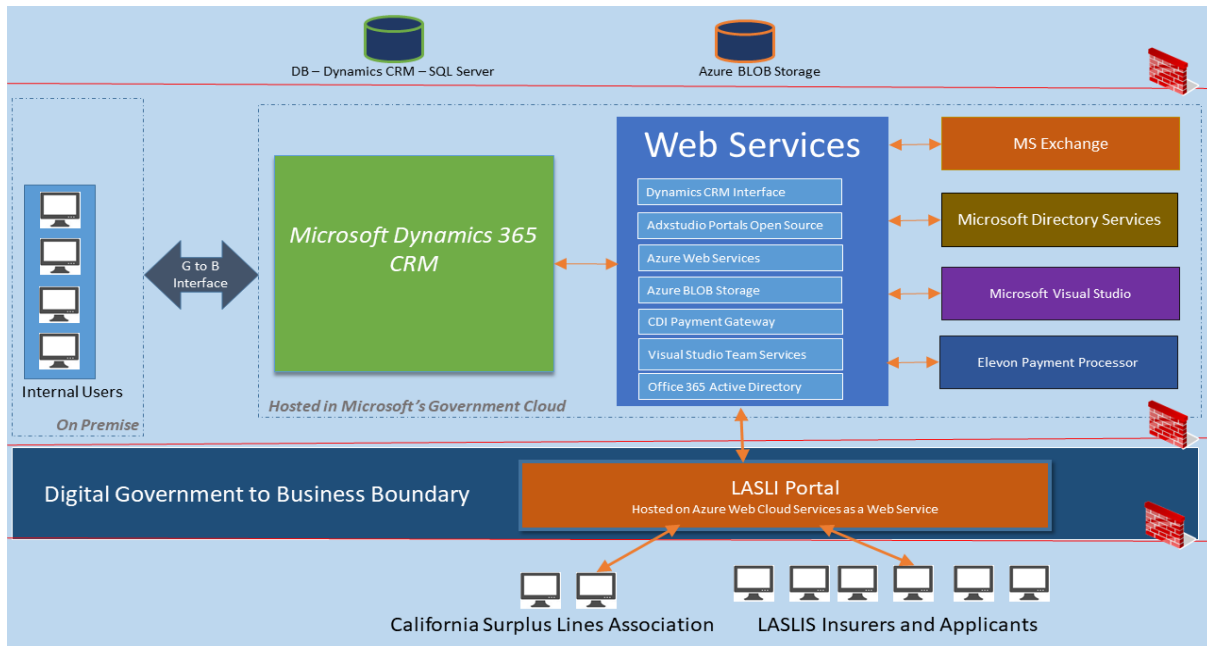 DB – Dynamics CRM – SQL Server
Azure BLOB Storage
Internal Users
On Premise
G to B
Interface
Microsoft Dynamics 365
CRM
Hosted in Microsoft's Government Cloud
Web Services
Dynamics CRM Interface
Adxstudio Portals Open Source
Azure Web Services
Azure BLOB Storage
CDI Payment Gateway
Visual Studio Team Services
Office 365 Active Directory
MS Exchange
Microsoft Directory Services
Microsoft Visual Studio
Elevon Payment Processor
Digital Government to Business Boundary
LASLI Portal
Hosted on Azure Web Cloud Services as a Web Service
California Surplus Lines Association
LASLIS Insurers and Applicants